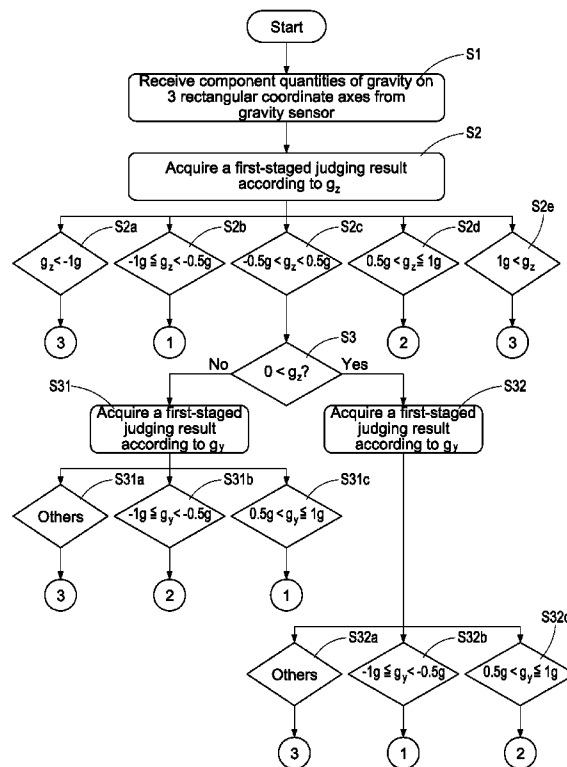 Start
S1
Receive component quantities of gravity on
3 rectangular coordinate axes from
gravity sensor
S2
Acquire a first-staged judging result
according to gz
S2a
S2b
S2c
S2d
S2e
gz < -1g
-1g ≦ gz < -0.5g
-0.5g < gz < 0.5g
0.5g < gz ≦ 1g
1g < gz
3
1
2
3
S3
No
0 < gz?
Yes
S31
S32
Acquire a first-staged
judging result
according to gy
Acquire a first-staged
judging result
according to gy
S31a
S31b
S31c
Others
-1g ≦ gy < -0.5g
0.5g < gy ≦ 1g
3
2
1
S32a
S32b
S32c
Others
-1g ≦ gy < -0.5g
0.5g < gy ≦ 1g
3
1
2